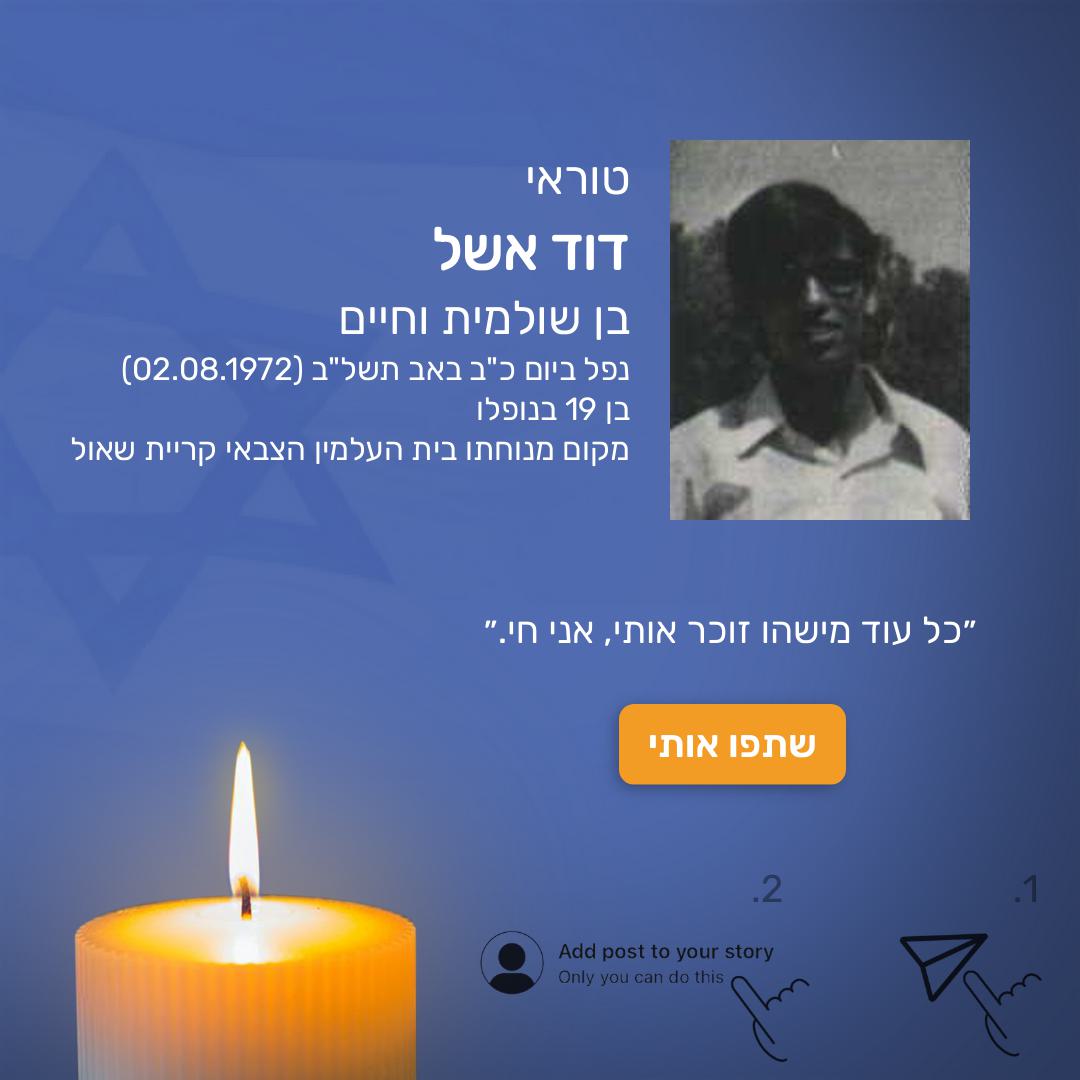 טוראי
דוד אשל
בן שולמית וחיים
נפל ביום כ"ב באב תשל"ב (02.08.1972)
בן 19 בנופלו
מקום מנוחתו בית העלמין הצבאי קריית שאול
"כל עוד מישהו זוכר אותי, אני חי."
שתפו אותי
.1
.2
Add post to your story
Only you can do this